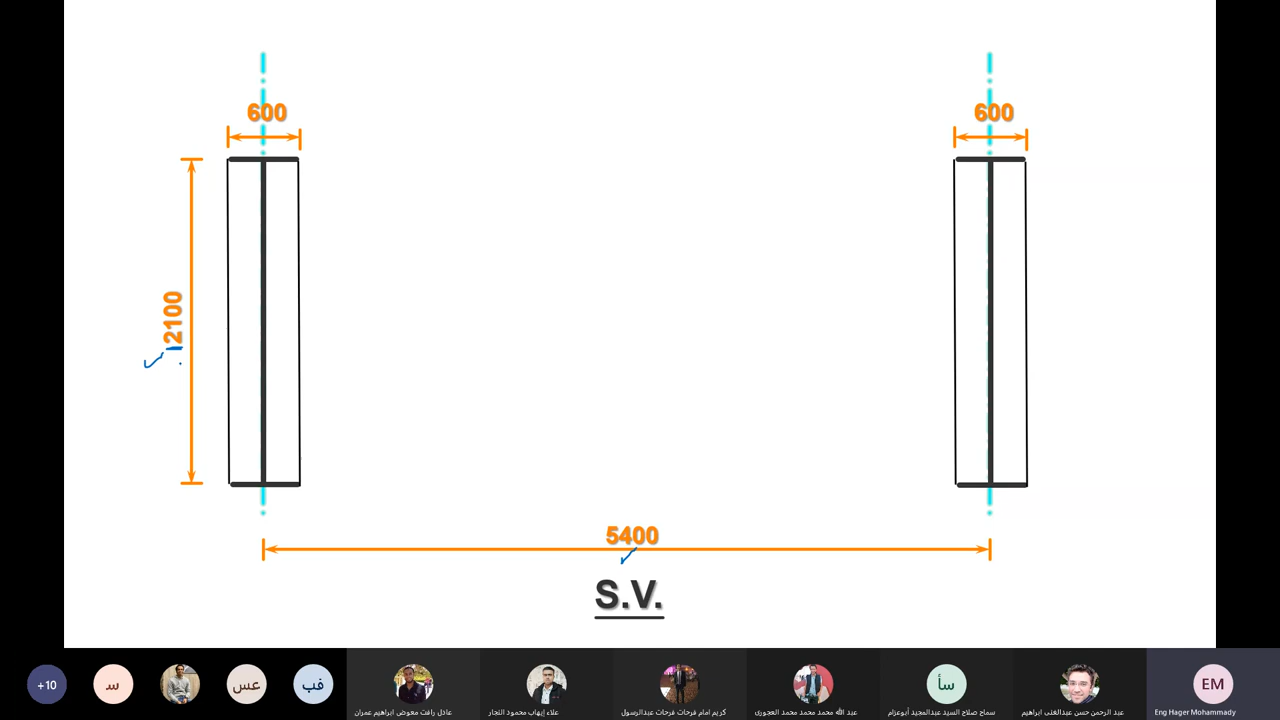 600
600
2100
5400
S.V.
+10
س
عس
فب
عادل رافت معوض ابراهيم عمران
علاء إيهاب محمود النجار
كريم امام فرحات فرحات عبدالرسول
عبد الله محمد محمد محمد العجوزى
سأ
سماح صلاح السيد عبدالمجيد أبوعزام
عبد الرحمن حسن عبدالغنى ابراهيم
EM
Eng Hager Mohammady